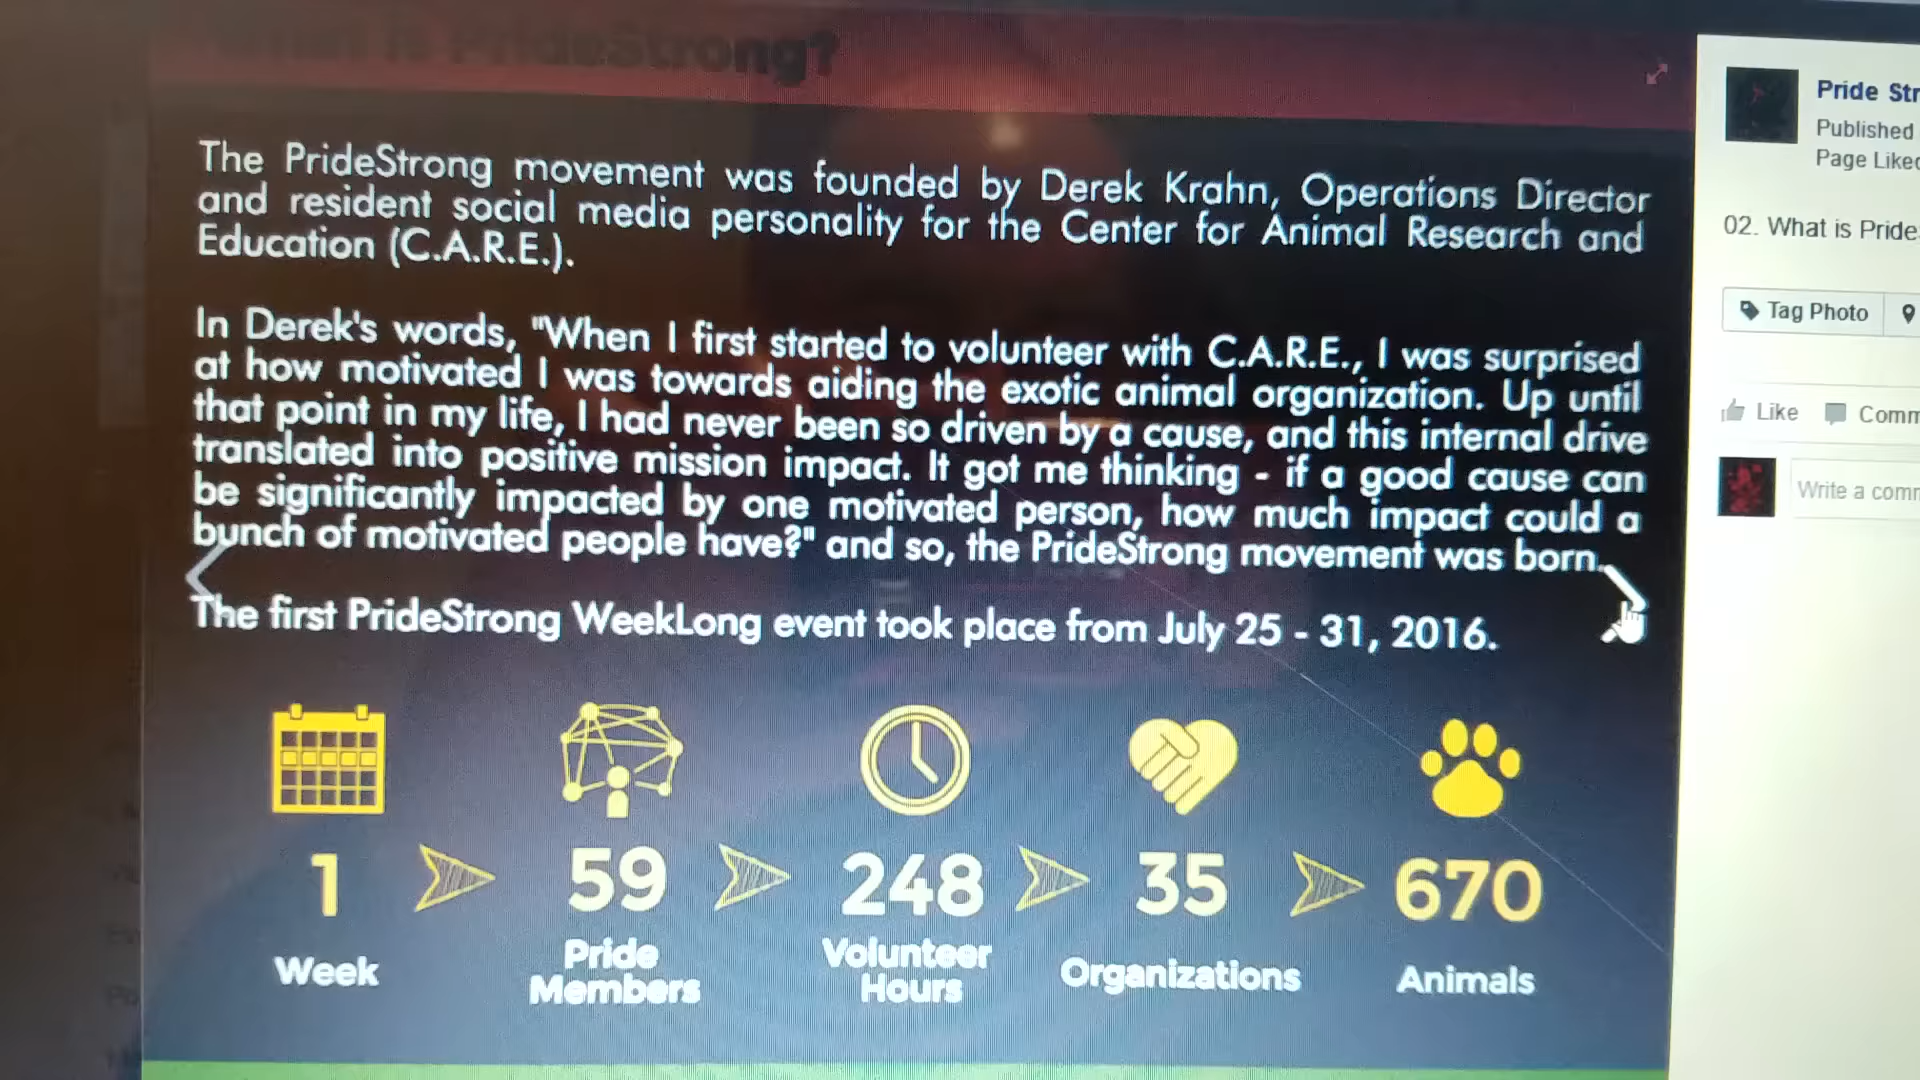 What is PrideStrong?
The PrideStrong movement was founded by Derek Krahn, Operations Director
and resident social media personality for the Center for Animal Research and
Education (C.A.R.E.).
In Derek's words, "When I first started to volunteer with C.A.R.E., I was surprised
at how motivated I was towards aiding the exotic animal organization. Up until
that point in my life, I had never been so driven by a cause, and this internal drive
translated into positive mission impact. It got me thinking - if a good cause can
be significantly impacted by one motivated person, how much impact could a
bunch of motivated people have?" and so, the PrideStrong movement was born.
The first PrideStrong WeekLong event took place from July 25 - 31, 2016.
1 59 248 35 670
Week Pride Members Volunteer Hours Organizations Animals
Pride Str
Published
Page Liked
02. What is Pride
Tag Photo
Like Comm
Write a comm